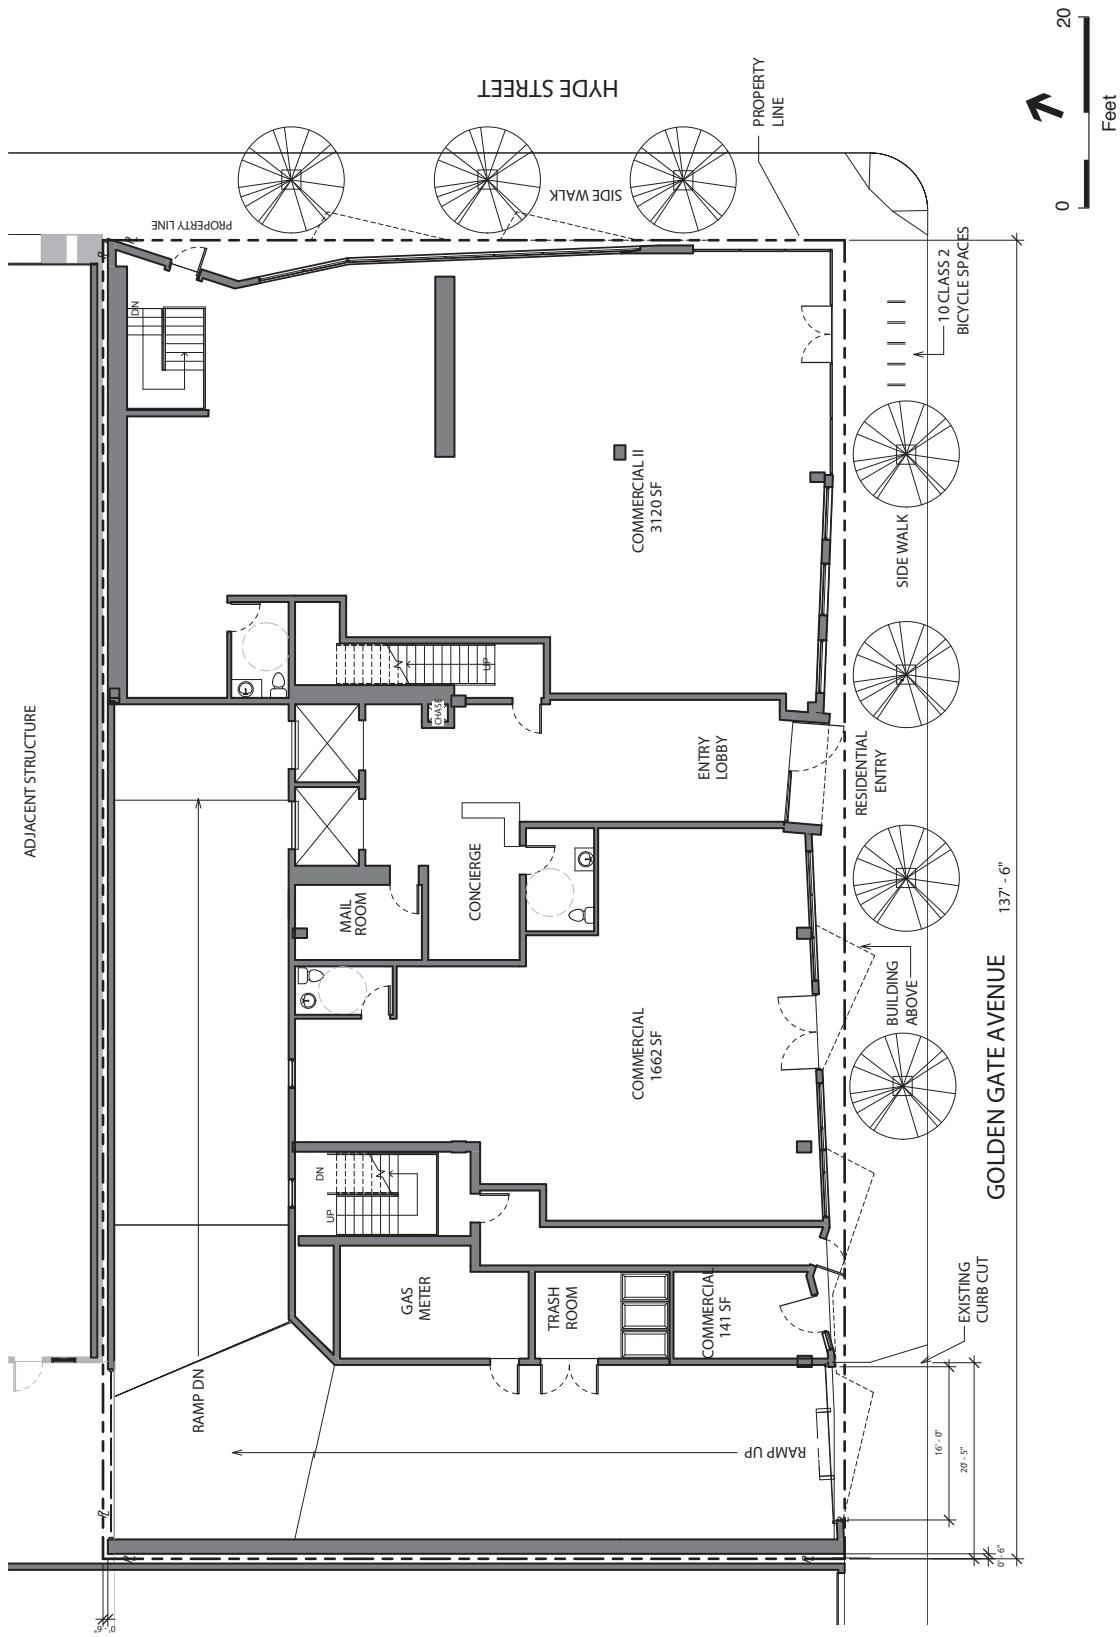 HYDE STREET
PROPERTY
LINE
SIDE WALK
PROPERTY LINE
20
0
Feet
10 CLASS 2
BICYCLE SPACES
DN
COMMERCIAL II
3120 SF
SIDE WALK
UP
CHASE
ADJACENT STRUCTURE
ENTRY
LOBBY
RESIDENTIAL
ENTRY
CONCIERGE
MAIL
ROOM
137' - 6"
BUILDING
ABOVE
COMMERCIAL
1662 SF
GOLDEN GATE AVENUE
DN
UP
GAS
METER
TRASH
ROOM
COMMERCIAL
141 SF
EXISTING
CURB CUT
RAMP DN
RAMP UP
16' - 0"
20' - 5"
0' - 6"
0' - 6"